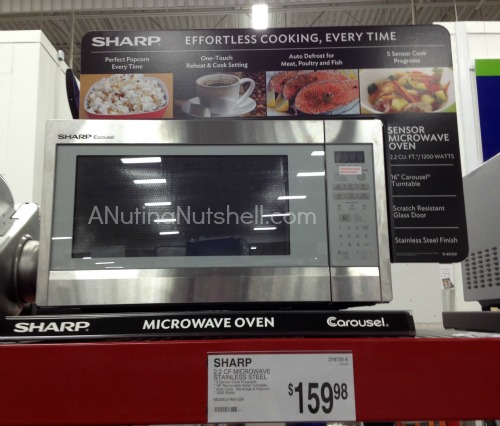 SHARP EFFORTLESS COOKING, EVERY TIME
Perfect Popcorn
Every Time
One-Touch
Reheat & Cook Setting
Auto Defrost for
Meat, Poultry and Fish
5 Sensor Cook
Programs
SENSOR
MICROWAVE
OVEN
2.2 CU. FT./1200 WATTS
16" Carousel®
Turntable
Scratch Resistant
Glass Door
Stainless Steel Finish
SHARP Carousel
ANutingNutshell.com
SHARP MICROWAVE OVEN Carousel
SHARP
2.2 CF MICROWAVE
STAINLESS STEEL
$159.98